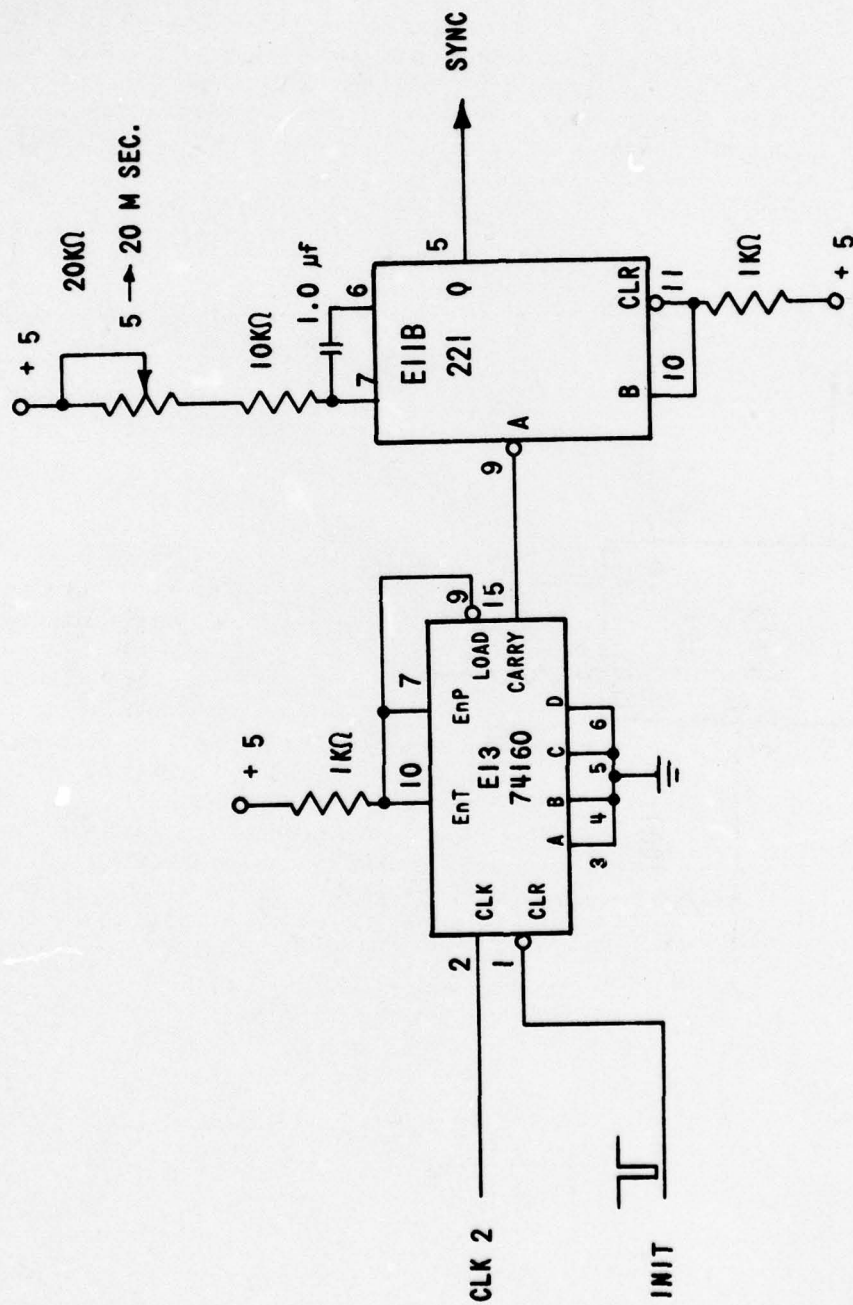 + 5
20KΩ
5 → 20 M SEC.
10KΩ
1.0 µf
7
6
E11B
221
Q
5
SYNC
A
9
B
CLR
10
11
1KΩ
+ 5
+ 5
1KΩ
10
7
9
EnT
EnP
LOAD
15
E13
74160
CARRY
CLK
2
CLR
1
A
B
C
D
3
4
5
6
CLK 2
INIT